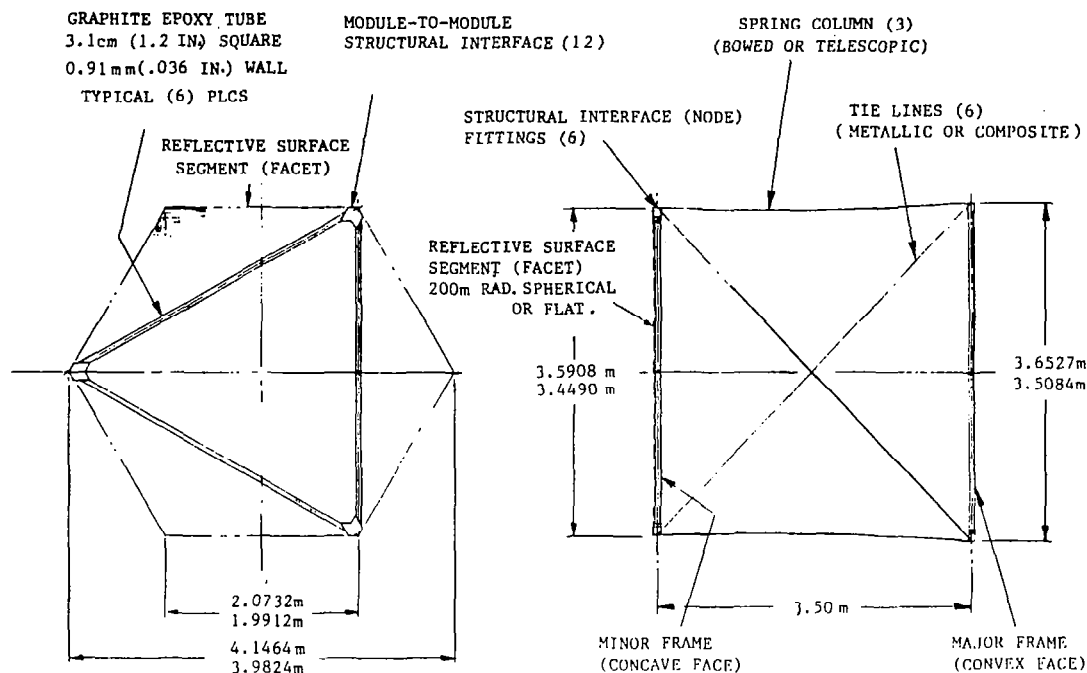 GRAPHITE EPOXY TUBE
3.1cm (1.2 IN.) SQUARE
0.91mm(.036 IN.) WALL
TYPICAL (6) PLCS
MODULE-TO-MODULE
STRUCTURAL INTERFACE (12)
REFLECTIVE SURFACE
SEGMENT (FACET)
SPRING COLUMN (3)
(BOWED OR TELESCOPIC)
STRUCTURAL INTERFACE (NODE)
FITTINGS (6)
TIE LINES (6)
(METALLIC OR COMPOSITE)
REFLECTIVE SURFACE
SEGMENT (FACET)
200m RAD. SPHERICAL
OR FLAT.
3.5908 m
3.4490 m
3.6527m
3.5084m
2.0732m
1.9912m
4.1464m
3.9824m
3.50 m
MINOR FRAME
(CONCAVE FACE)
MAJOR FRAME
(CONVEX FACE)